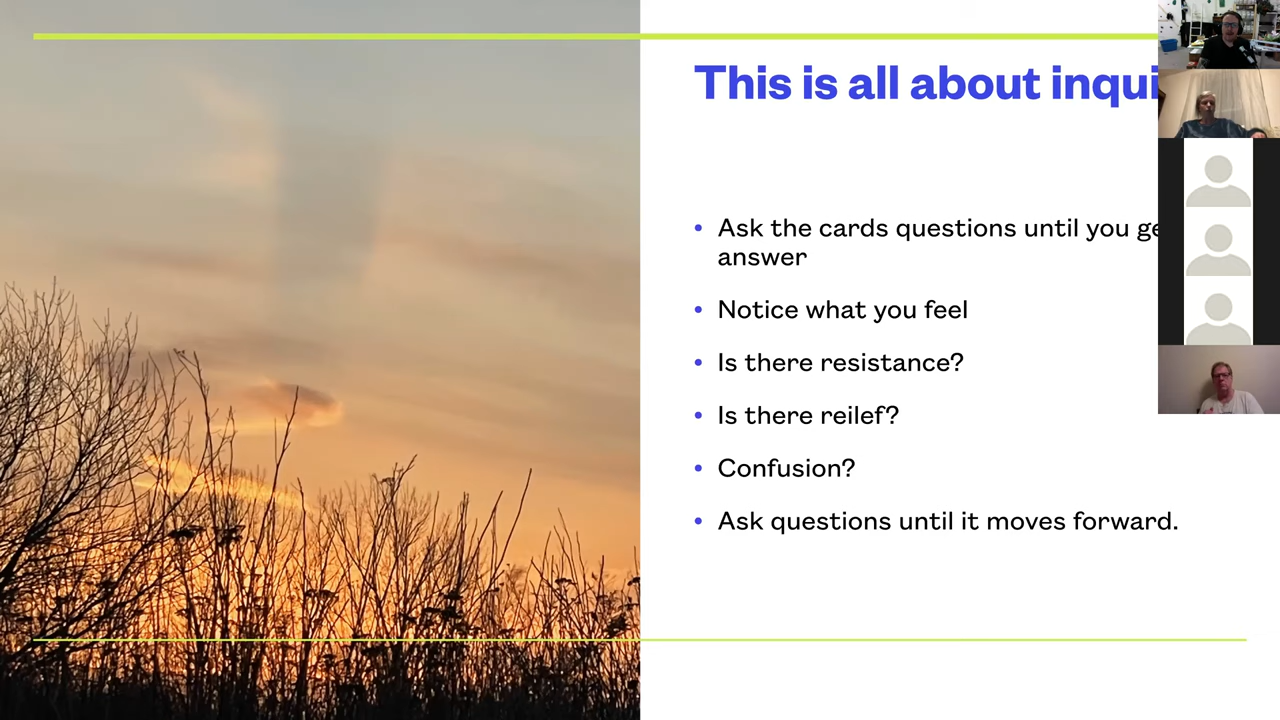 This is all about inqui
• Ask the cards questions until you ge
answer
• Notice what you feel
• Is there resistance?
• Is there reilef?
• Confusion?
• Ask questions until it moves forward.